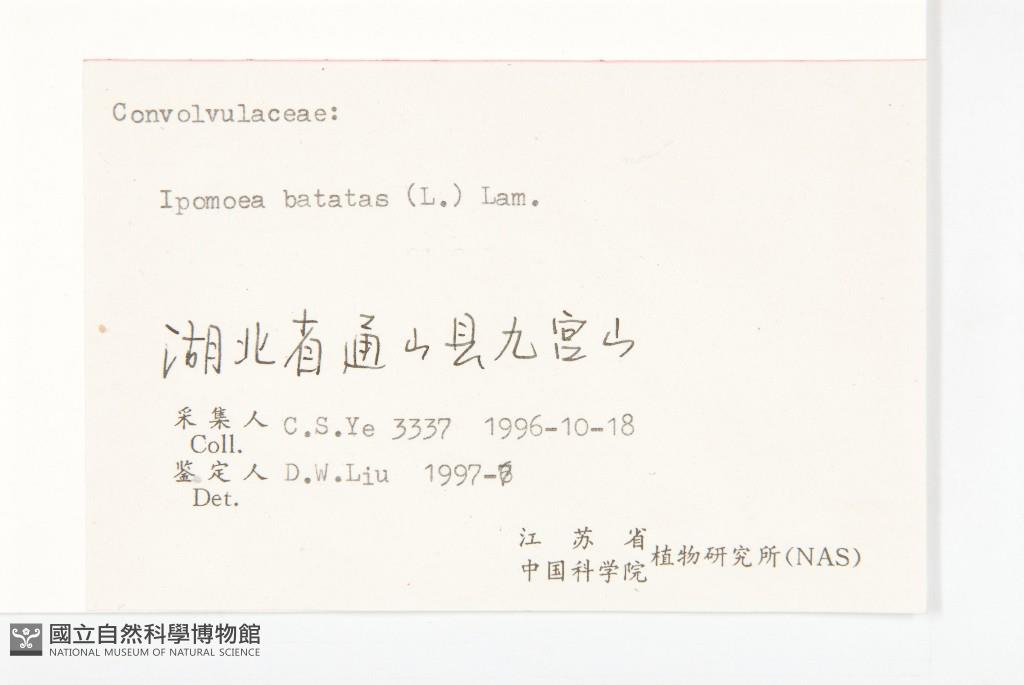 Convolvulaceae:
Ipomoea batatas (L.) Lam.
湖北省通山县九宫山
采集人 C.S.Ye 3337 1996-10-18
Coll.
鉴定人 D.W.Liu 1997-
Det.
江苏省
中国科学院 植物研究所(NAS)
國立自然科學博物館
NATIONAL MUSEUM OF NATURAL SCIENCE